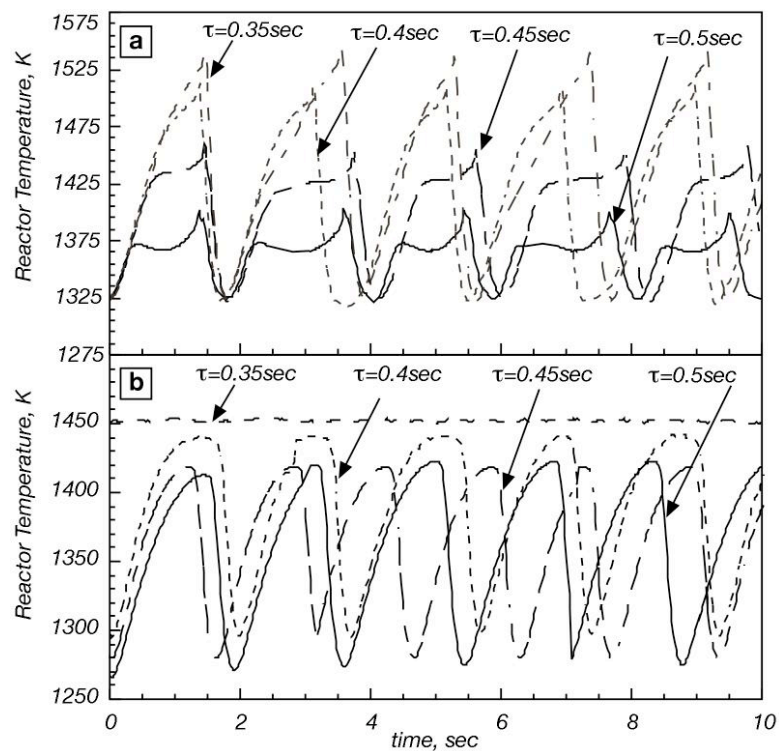 a
τ=0.35sec
τ=0.4sec
τ=0.45sec
τ=0.5sec
Reactor Temperature, K
1575
1525
1475
1425
1375
1325
1275
b
τ=0.35sec
τ=0.4sec
τ=0.45sec
τ=0.5sec
Reactor Temperature, K
1450
1400
1350
1300
1250
0 2 4 6 8 10
time, sec